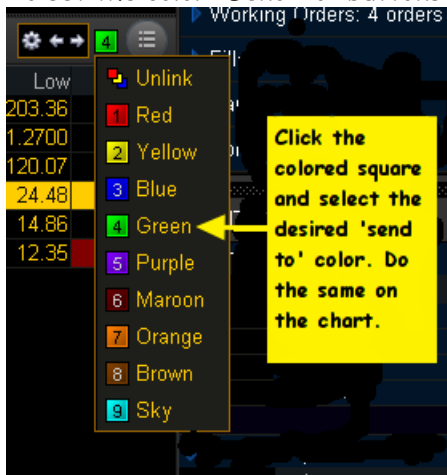 Working Orders: 4 orders
4
Low
203.36
1.2700
120.07
24.48
14.86
12.35
Unlink
1 Red
2 Yellow
3 Blue
4 Green
5 Purple
6 Maroon
7 Orange
8 Brown
9 Sky
Click the
colored square
and select the
desired 'send
to' color. Do
the same on
the chart.